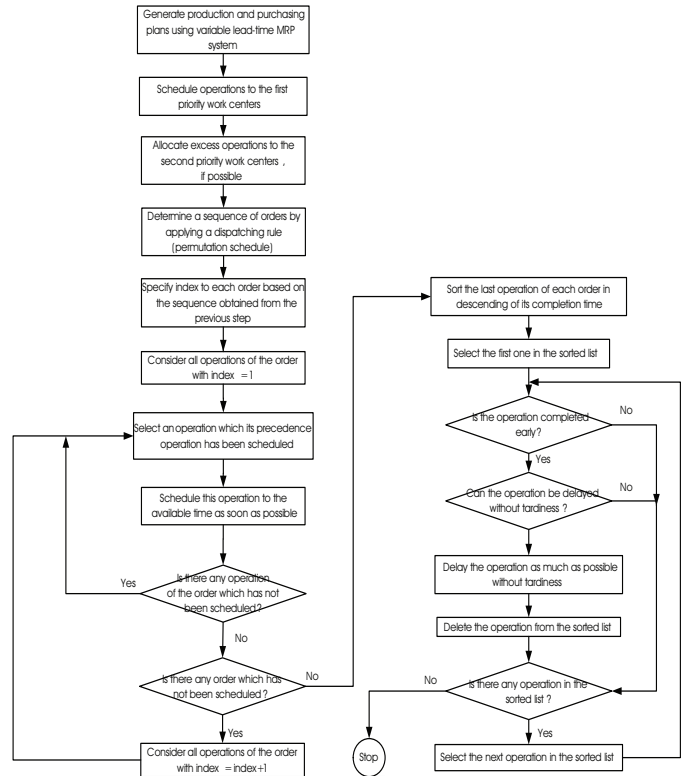 Generate production and purchasing
plans using variable lead-time MRP
system
Schedule operations to the first
priority work centers
Allocate excess operations to the
second priority work centers ,
if possible
Determine a sequence of orders by
applying a dispatching rule
(permutation schedule)
Specify index to each order based on
the sequence obtained from the
previous step
Consider all operations of the order
with index =1
Select an operation which its precedence
operation has been scheduled
Schedule this operation to the
available time as soon as possible
Is there any operation
of the order which has not
been scheduled?
Yes
No
Is there any order which has
not been scheduled ?
No
Yes
Consider all operations of the order
with index =index+1
Sort the last operation of each order in
descending of its completion time
Select the first one in the sorted list
Is the operation completed
early?
No
Yes
Can the operation be delayed
without tardiness ?
No
Delay the operation as much as possible
without tardiness
Delete the operation from the sorted list
Is there any operation in the
sorted list ?
No
Yes
Stop
Select the next operation in the sorted list